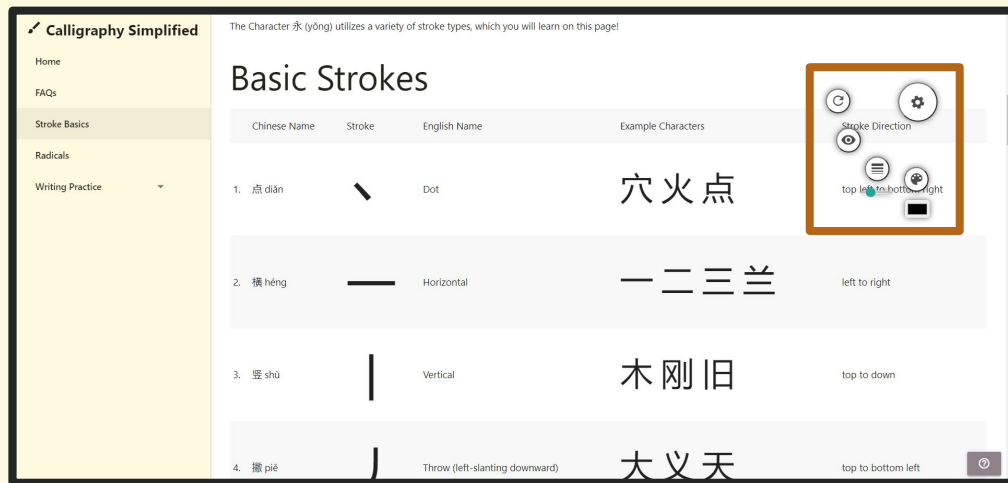 Calligraphy Simplified
Home
FAQs
Stroke Basics
Radicals
Writing Practice
The Character 永 (yǒng) utilizes a variety of stroke types, which you will learn on this page!
Basic Strokes
Chinese Name Stroke English Name Example Characters Stroke Direction
1. 点 diǎn Dot 穴 火 点 top left to bottom right
2. 横 héng 一 Horizontal 一 二 三 兰 left to right
3. 竖 shù Vertical 木 刚 旧 top to down
4. 撇 piě Throw (left-slanting downward) 大 义 天 top to bottom left